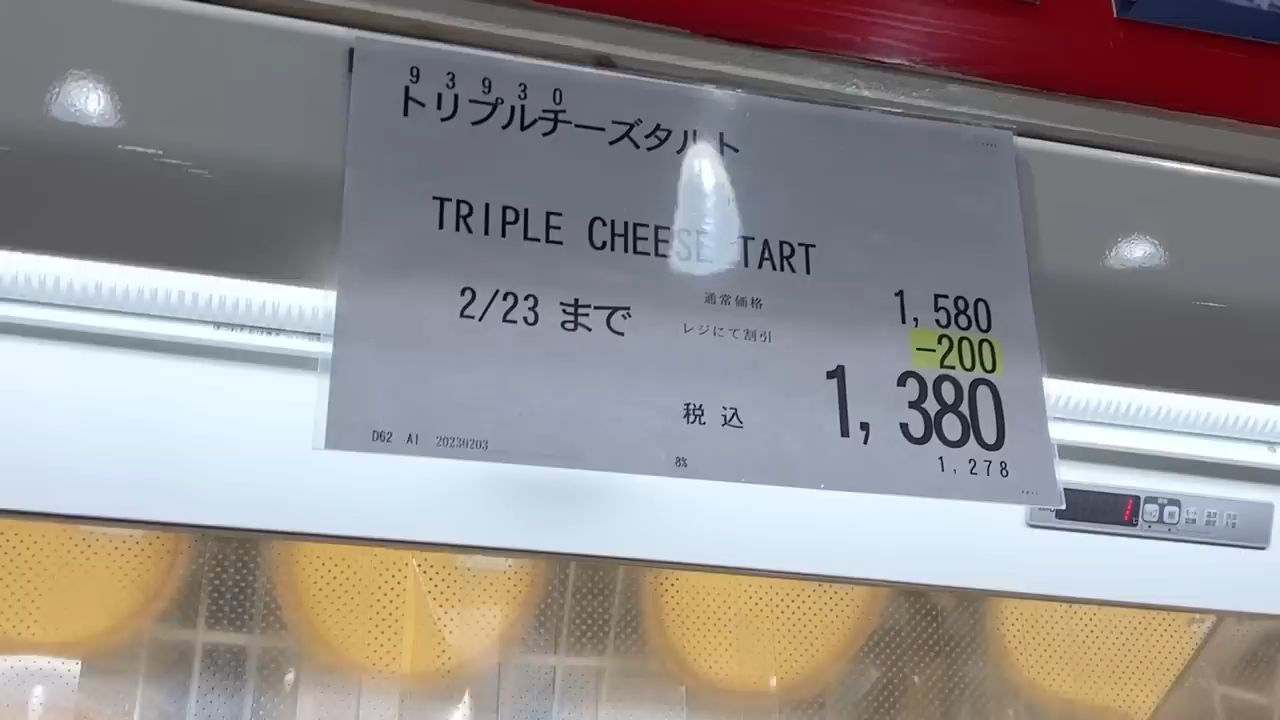 93930
トリプルチーズタルト
TRIPLE CHEESE TART
2/23 まで
通常価格 1,580
レジにて割引 -200
税込 1,380
8% 1,278
D62 AI 20230203